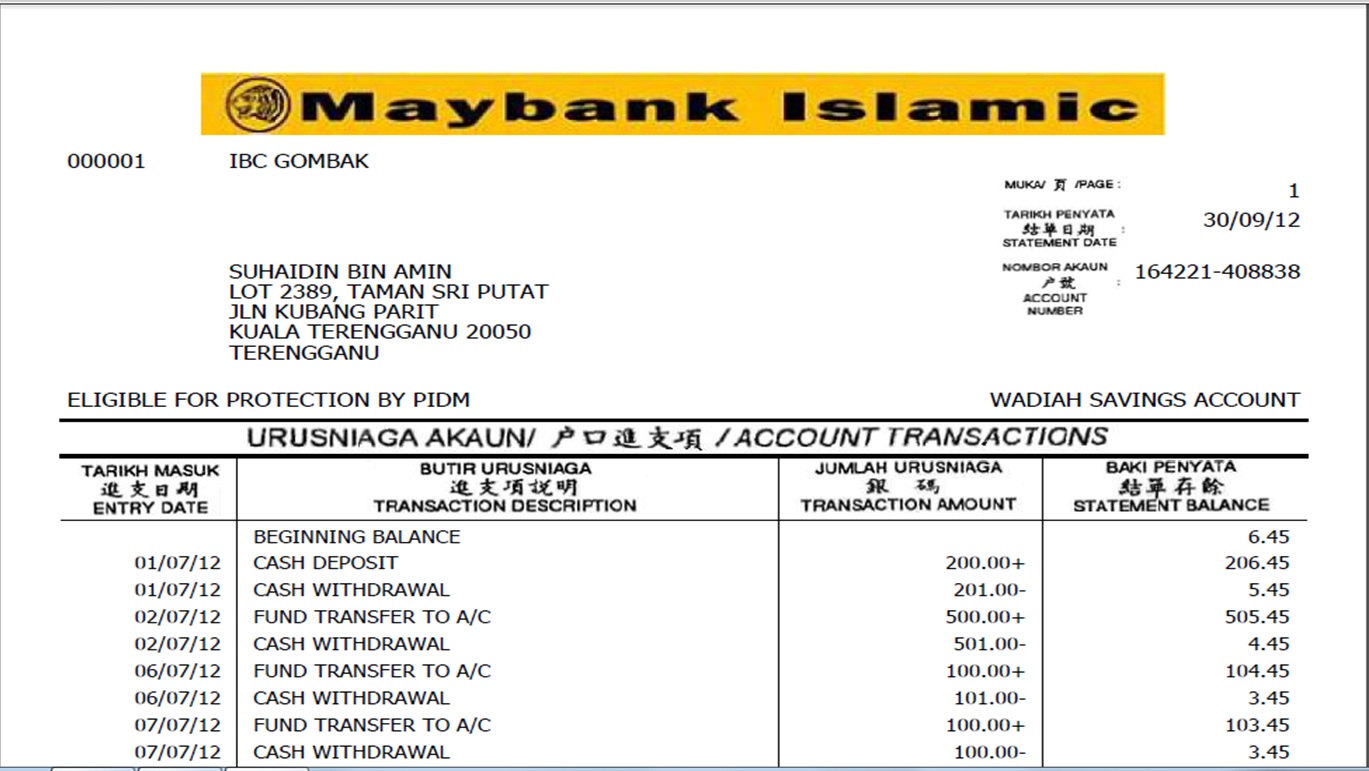 Maybank Islamic
000001 IBC GOMBAK
MUKA/ 頁 /PAGE : 1
TARIKH PENYATA
結單日期 : 30/09/12
STATEMENT DATE
SUHAIDIN BIN AMIN
LOT 2389, TAMAN SRI PUTAT
JLN KUBANG PARIT
KUALA TERENGGANU 20050
TERENGGANU
NOMBOR AKAUN
户號 : 164221-408838
ACCOUNT
NUMBER
ELIGIBLE FOR PROTECTION BY PIDM WADIAH SAVINGS ACCOUNT
URUSNIAGA AKAUN/ 户口進支項 /ACCOUNT TRANSACTIONS
TARIKH MASUK BUTIR URUSNIAGA JUMLAH URUSNIAGA BAKI PENYATA
進支日期 進支項説明 銀碼 結單存餘
ENTRY DATE TRANSACTION DESCRIPTION TRANSACTION AMOUNT STATEMENT BALANCE
BEGINNING BALANCE 6.45
01/07/12 CASH DEPOSIT 200.00+ 206.45
01/07/12 CASH WITHDRAWAL 201.00- 5.45
02/07/12 FUND TRANSFER TO A/C 500.00+ 505.45
02/07/12 CASH WITHDRAWAL 501.00- 4.45
06/07/12 FUND TRANSFER TO A/C 100.00+ 104.45
06/07/12 CASH WITHDRAWAL 101.00- 3.45
07/07/12 FUND TRANSFER TO A/C 100.00+ 103.45
07/07/12 CASH WITHDRAWAL 100.00- 3.45